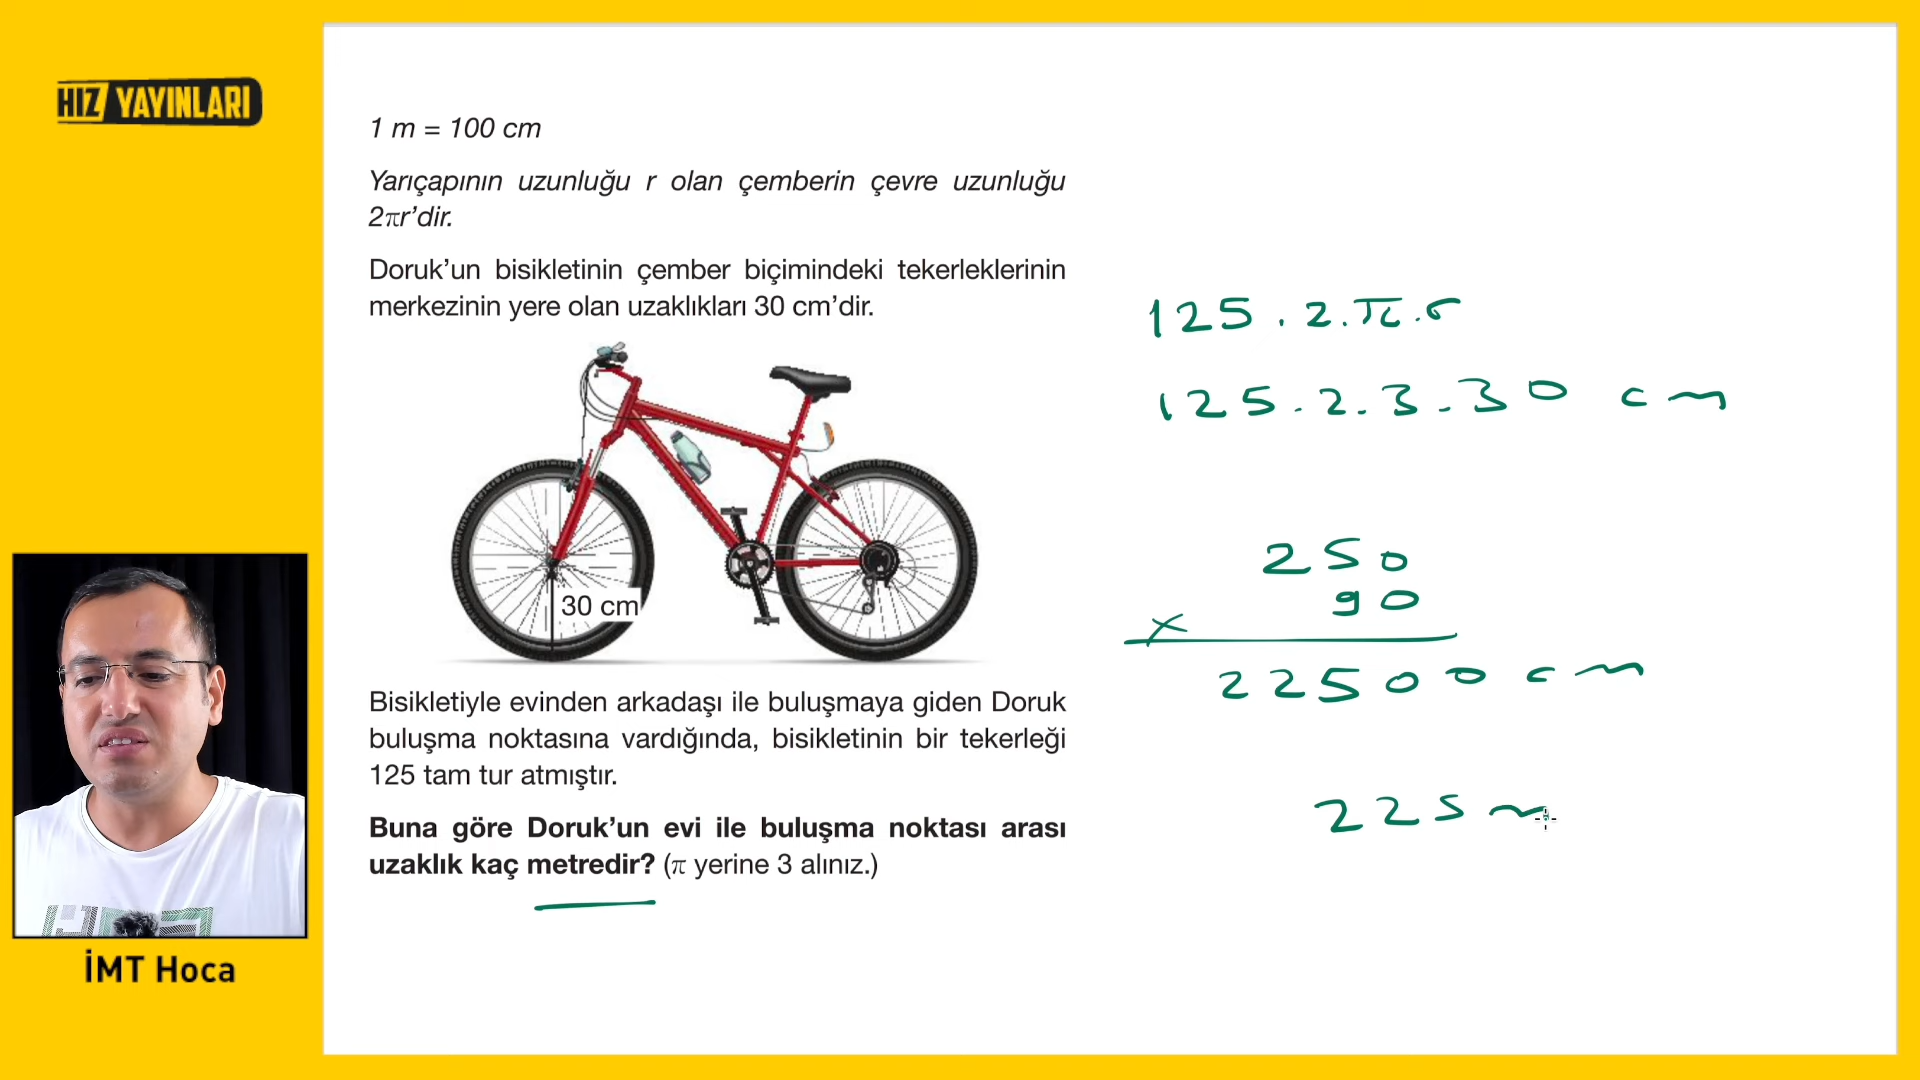 HIZ YAYINLARI
1 m = 100 cm
Yarıçapının uzunluğu r olan çemberin çevre uzunluğu
2πr’dir.
Doruk’un bisikletinin çember biçimindeki tekerleklerinin
merkezinin yere olan uzaklıkları 30 cm’dir.
30 cm
Bisikletiyle evinden arkadaşı ile buluşmaya giden Doruk
buluşma noktasına vardığında, bisikletinin bir tekerleği
125 tam tur atmıştır.
Buna göre Doruk’un evi ile buluşma noktası arası
uzaklık kaç metredir? (π yerine 3 alınız.)
125 . 2 . π . r
125 . 2 . 3 . 30 cm
250
90
x
22500 cm
225 m
İMT Hoca